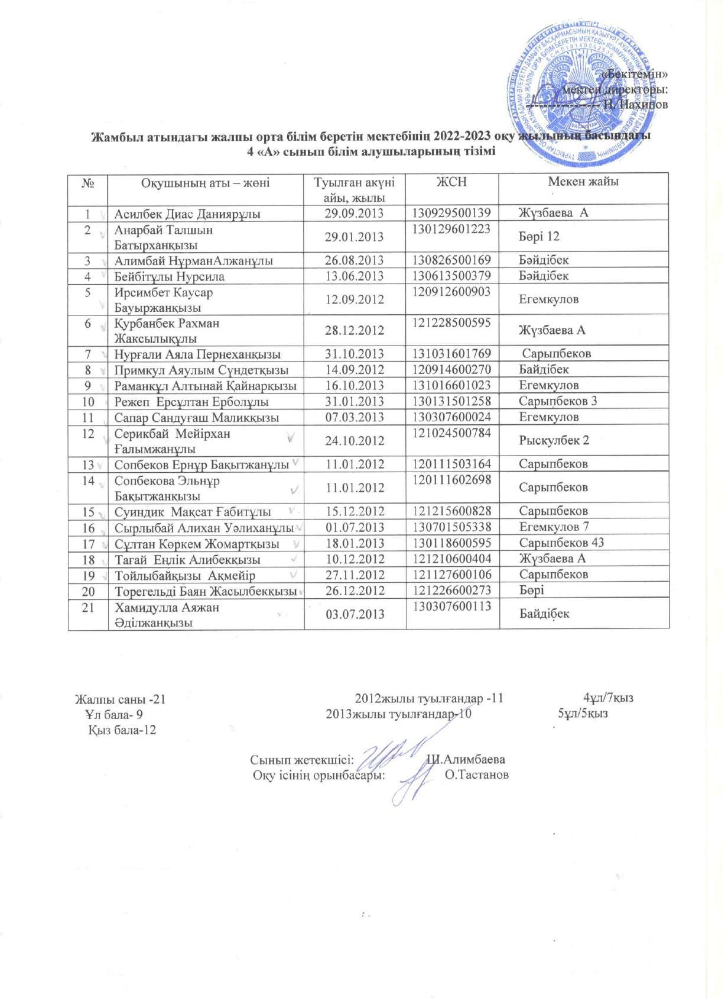 «Бекітемін»
мектеп директоры:
------------------- Н. Нахипов
Жамбыл атындагы жалпы орта білім беретін мектебінің 2022-2023 оқу жылының басындағы
4 «А» сынып білім алушыларының тізімі
№ Оқушының аты – жөні Туылған акүні айы, жылы ЖСН Мекен жайы
1 Асилбек Диас Даниярұлы 29.09.2013 130929500139 Жүзбаева А
2 Анарбай Талшын Батырханқызы 29.01.2013 130129601223 Бөрі 12
3 Алимбай НұрманАлжанұлы 26.08.2013 130826500169 Бәйдібек
4 Бейбітұлы Нурсила 13.06.2013 130613500379 Бәйдібек
5 Ирсимбет Каусар Бауыржанқызы 12.09.2012 120912600903 Егемкулов
6 Құрбанбек Рахман Жаксылықұлы 28.12.2012 121228500595 Жүзбаева А
7 Нурғали Аяла Пернеханқызы 31.10.2013 131031601769 Сарыпбеков
8 Примкул Аяулым Сүндетқызы 14.09.2012 120914600270 Байдібек
9 Раманкұл Алтынай Қайнарқызы 16.10.2013 131016601023 Егемкулов
10 Режеп Ерсұлтан Ерболұлы 31.01.2013 130131501258 Сарыпбеков 3
11 Сапар Сандуғаш Маликқызы 07.03.2013 130307600024 Егемкулов
12 Серикбай Мейірхан Ғалымжанұлы 24.10.2012 121024500784 Рыскулбек 2
13 Сопбеков Ернұр Бақытжанұлы 11.01.2012 120111503164 Сарыпбеков
14 Сопбекова Эльнұр Бақытжанқызы 11.01.2012 120111602698 Сарыпбеков
15 Суиндик Мақсат Ғабитұлы 15.12.2012 121215600828 Сарыпбеков
16 Сырлыбай Алихан Уәлиханұлы 01.07.2013 130701505338 Егемкулов 7
17 Сұлтан Көркем Жомартқызы 18.01.2013 130118600595 Сарыпбеков 43
18 Тағай Еңлік Алибекқызы 10.12.2012 121210600404 Жүзбаева А
19 Тойлыбайқызы Ақмейір 27.11.2012 121127600106 Сарыпбеков
20 Торегельді Баян Жасылбекқызы 26.12.2012 121226600273 Бөрі
21 Хамидулла Аяжан Әділжанқызы 03.07.2013 130307600113 Байдібек
Жалпы саны -21 2012жылы туылғандар -11 4ұл/7қыз
Ұл бала- 9 2013жылы туылғандар-10 5ұл/5қыз
Қыз бала-12
Сынып жетекшісі: Ш.Алимбаева
Оқу ісінің орынбасары: О.Тастанов